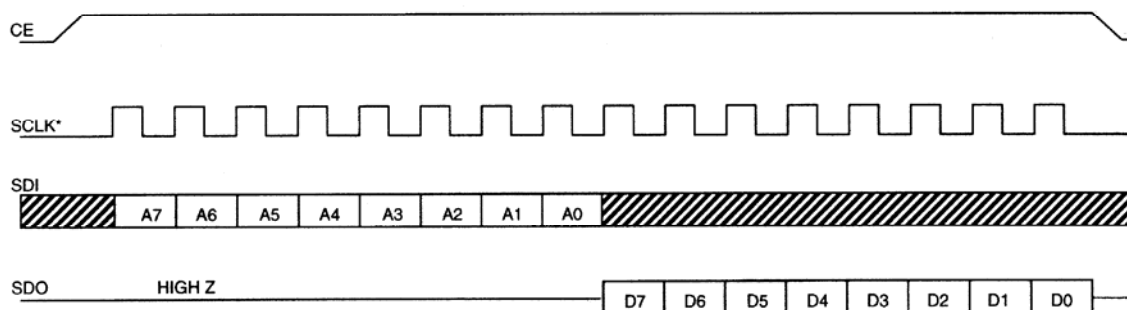 CE
SCLK*
SDI
A7 A6 A5 A4 A3 A2 A1 A0
SDO HIGH Z D7 D6 D5 D4 D3 D2 D1 D0